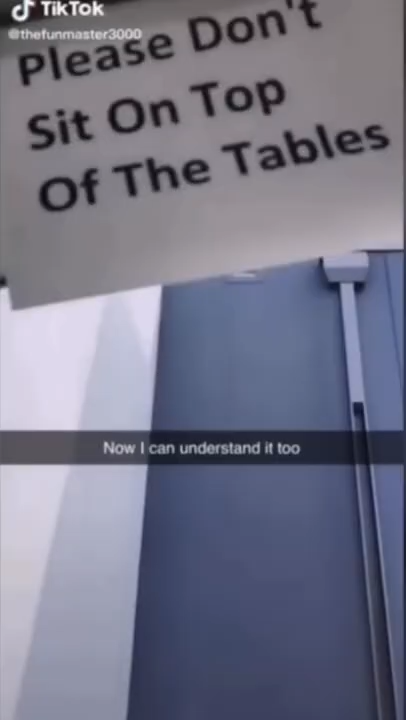 TikTok
@thefunmaster3000
Please Don't
Sit On Top
Of The Tables
Now I can understand it too